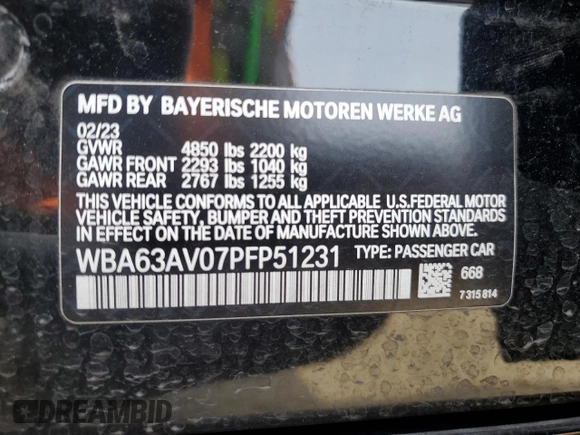 MFD BY BAYERISCHE MOTOREN WERKE AG
02/23
GVWR 4850 lbs 2200 kg
GAWR FRONT 2293 lbs 1040 kg
GAWR REAR 2767 lbs 1255 kg
THIS VEHICLE CONFORMS TO ALL APPLICABLE U.S.FEDERAL MOTOR
VEHICLE SAFETY, BUMPER AND THEFT PREVENTION STANDARDS IN
EFFECT ON THE DATE OF MANUFACTURE SHOWN ABOVE.
WBA63AV07PFP51231 TYPE: PASSENGER CAR
668
7 315 814
DREAMBID